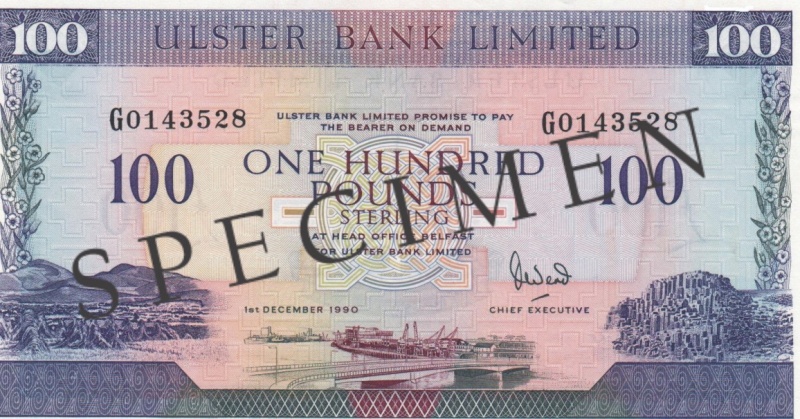 100 ULSTER BANK LIMITED 100
G0143528 G0143528
ULSTER BANK LIMITED PROMISE TO PAY
THE BEARER ON DEMAND
100 ONE HUNDRED 100
POUNDS
STERLING
AT HEAD OFFICE BELFAST
FOR ULSTER BANK LIMITED
1ST DECEMBER 1990 CHIEF EXECUTIVE
SPECIMEN